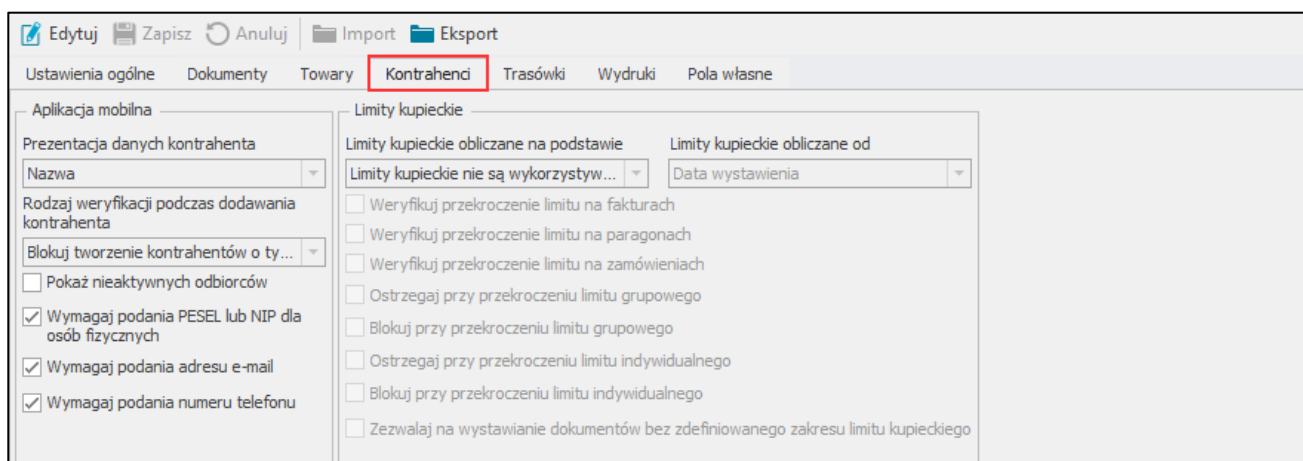 Edytuj Zapisz Anuluj Import Eksport
Ustawienia ogólne Dokumenty Towary Kontrahenci Trasówki Wydruki Pola własne
Aplikacja mobilna
Prezentacja danych kontrahenta
Nazwa
Rodzaj weryfikacji podczas dodawania
kontrahenta
Blokuj tworzenie kontrahentów o ty...
Pokaż nieaktywnych odbiorców
Wymagaj podania PESEL lub NIP dla
osób fizycznych
Wymagaj podania adresu e-mail
Wymagaj podania numeru telefonu
Limity kupieckie
Limity kupieckie obliczane na podstawie
Limity kupieckie nie są wykorzystyw...
Limity kupieckie obliczane od
Data wystawienia
Weryfikuj przekroczenie limitu na fakturach
Weryfikuj przekroczenie limitu na paragonach
Weryfikuj przekroczenie limitu na zamówieniach
Ostrzegaj przy przekroczeniu limitu grupowego
Blokuj przy przekroczeniu limitu grupowego
Ostrzegaj przy przekroczeniu limitu indywidualnego
Blokuj przy przekroczeniu limitu indywidualnego
Zezwalaj na wystawianie dokumentów bez zdefiniowanego zakresu limitu kupieckiego